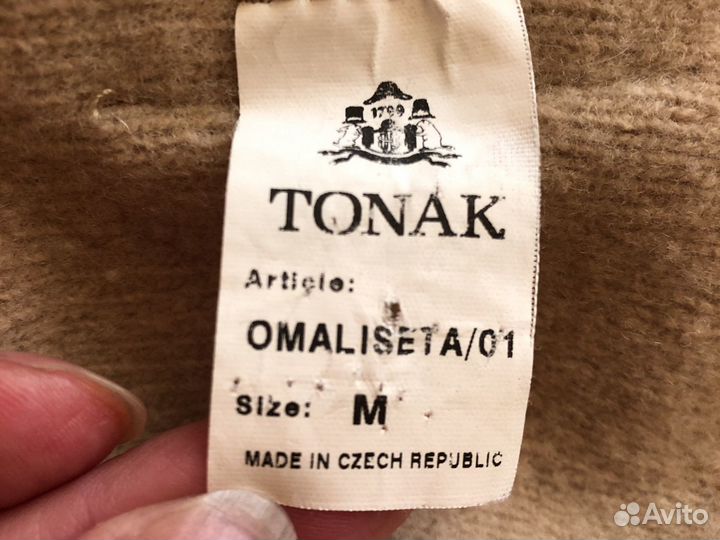 1799
TONAK
Article:
OMALISETA/01
Size: M
MADE IN CZECH REPUBLIC
Avito